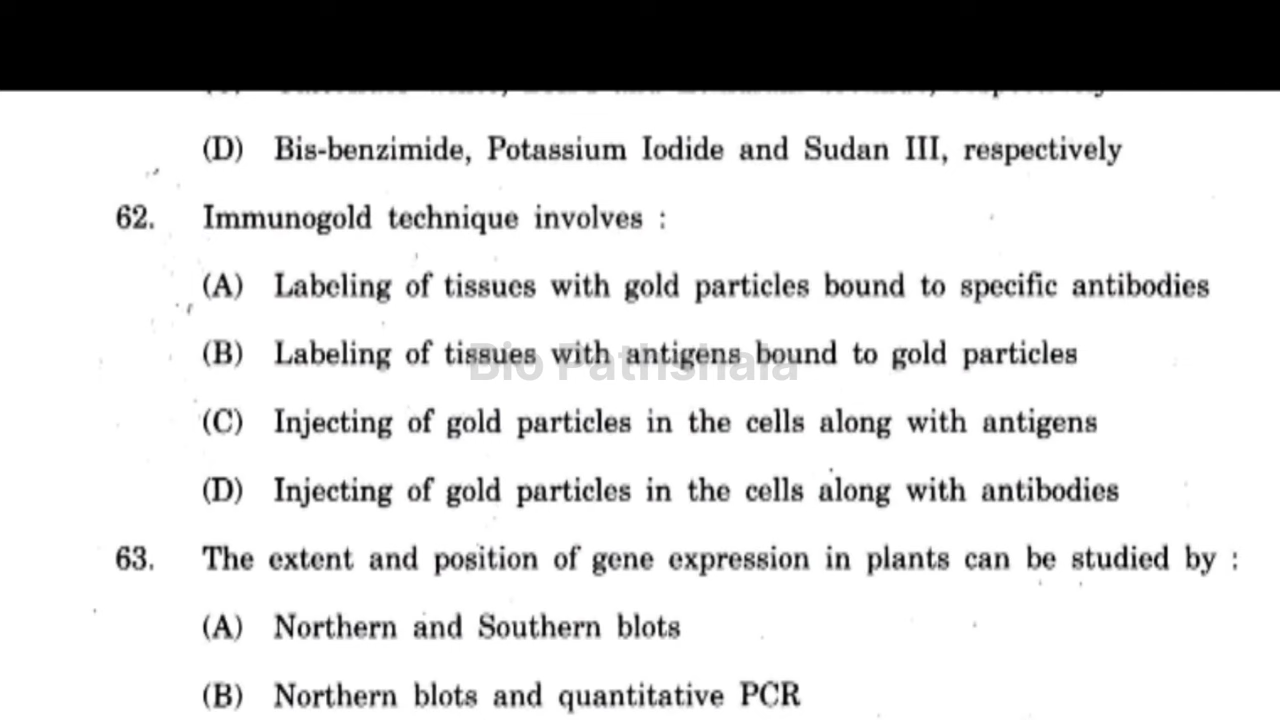 (D) Bis-benzimide, Potassium Iodide and Sudan III, respectively
62. Immunogold technique involves :
(A) Labeling of tissues with gold particles bound to specific antibodies
(B) Labeling of tissues with antigens bound to gold particles
Bio Pathshala
(C) Injecting of gold particles in the cells along with antigens
(D) Injecting of gold particles in the cells along with antibodies
63. The extent and position of gene expression in plants can be studied by :
(A) Northern and Southern blots
(B) Northern blots and quantitative PCR